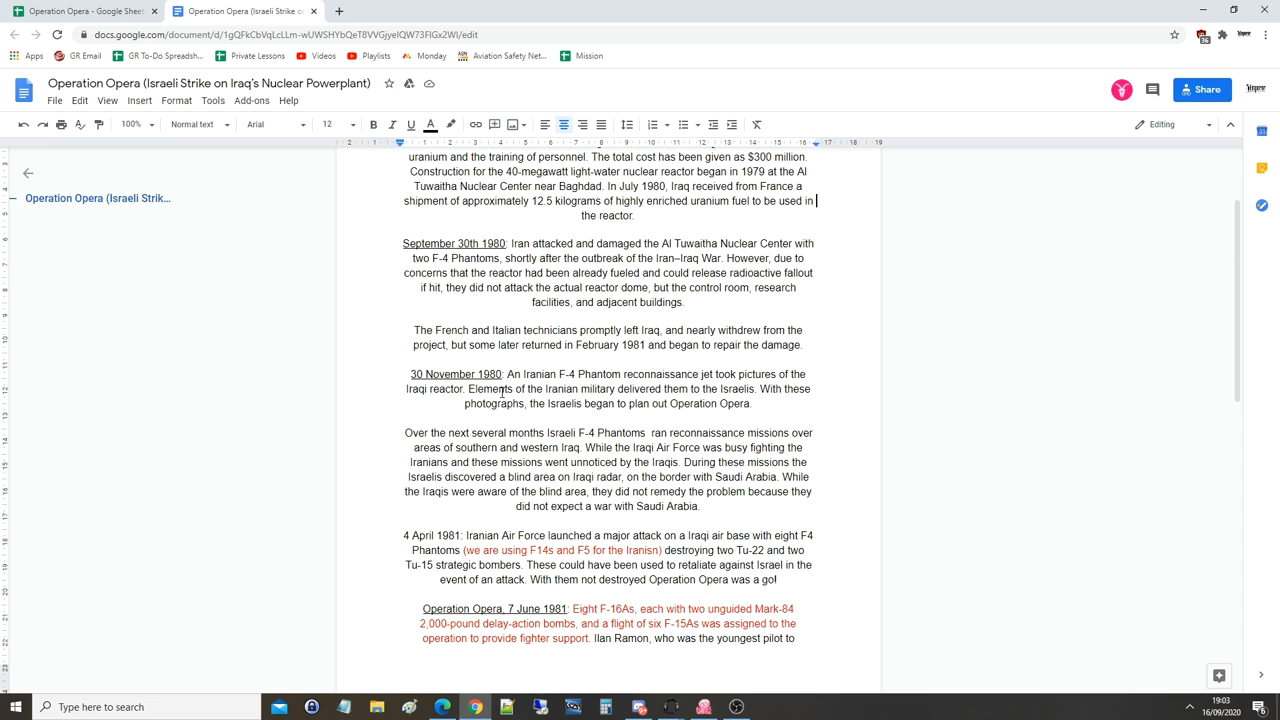 Operation Opera - Google Sheet
Operation Opera (Israeli Strike on
docs.google.com/document/d/1gQFkCbVqLcLLm-wUWSHYbQeT8VVGjyelQW73FIGx2WI/edit
Apps
GR Email
GR To-Do Spreadsh...
Private Lessons
Videos
Playlists
Monday
Aviation Safety Net...
Mission
Operation Opera (Israeli Strike on Iraq's Nuclear Powerplant)
File Edit View Insert Format Tools Add-ons Help
Share
100% Normal text Arial 12 Editing
Operation Opera (Israeli Strik...
uranium and the training of personnel. The total cost has been given as $300 million.
Construction for the 40-megawatt light-water nuclear reactor began in 1979 at the Al
Tuwaitha Nuclear Center near Baghdad. In July 1980, Iraq received from France a
shipment of approximately 12.5 kilograms of highly enriched uranium fuel to be used in
the reactor.
September 30th 1980: Iran attacked and damaged the Al Tuwaitha Nuclear Center with
two F-4 Phantoms, shortly after the outbreak of the Iran–Iraq War. However, due to
concerns that the reactor had been already fueled and could release radioactive fallout
if hit, they did not attack the actual reactor dome, but the control room, research
facilities, and adjacent buildings.
The French and Italian technicians promptly left Iraq, and nearly withdrew from the
project, but some later returned in February 1981 and began to repair the damage.
30 November 1980: An Iranian F-4 Phantom reconnaissance jet took pictures of the
Iraqi reactor. Elements of the Iranian military delivered them to the Israelis. With these
photographs, the Israelis began to plan out Operation Opera.
Over the next several months Israeli F-4 Phantoms  ran reconnaissance missions over
areas of southern and western Iraq. While the Iraqi Air Force was busy fighting the
Iranians and these missions went unnoticed by the Iraqis. During these missions the
Israelis discovered a blind area on Iraqi radar, on the border with Saudi Arabia. While
the Iraqis were aware of the blind area, they did not remedy the problem because they
did not expect a war with Saudi Arabia.
4 April 1981: Iranian Air Force launched a major attack on a Iraqi air base with eight F4
Phantoms (we are using F14s and F5 for the Iranisn) destroying two Tu-22 and two
Tu-15 strategic bombers. These could have been used to retaliate against Israel in the
event of an attack. With them not destroyed Operation Opera was a go!
Operation Opera, 7 June 1981: Eight F-16As, each with two unguided Mark-84
2,000-pound delay-action bombs, and a flight of six F-15As was assigned to the
operation to provide fighter support. Ilan Ramon, who was the youngest pilot to
Type here to search
19:03
16/09/2020